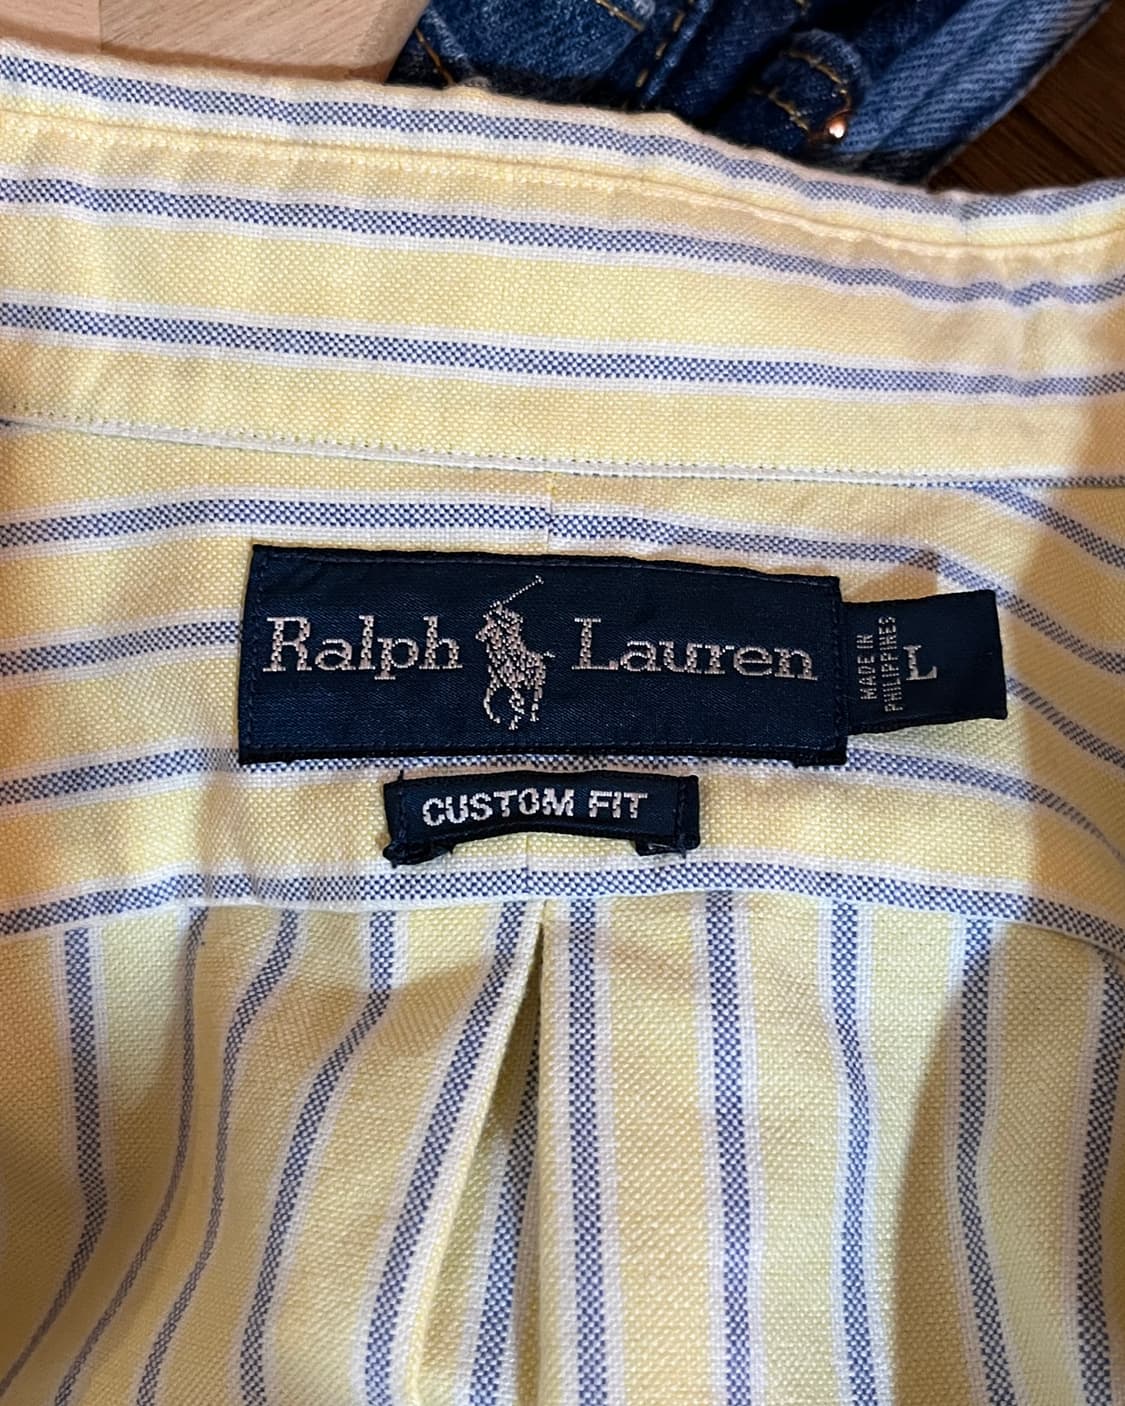 Ralph Lauren
MADE IN
PHILIPPINES
L
CUSTOM FIT